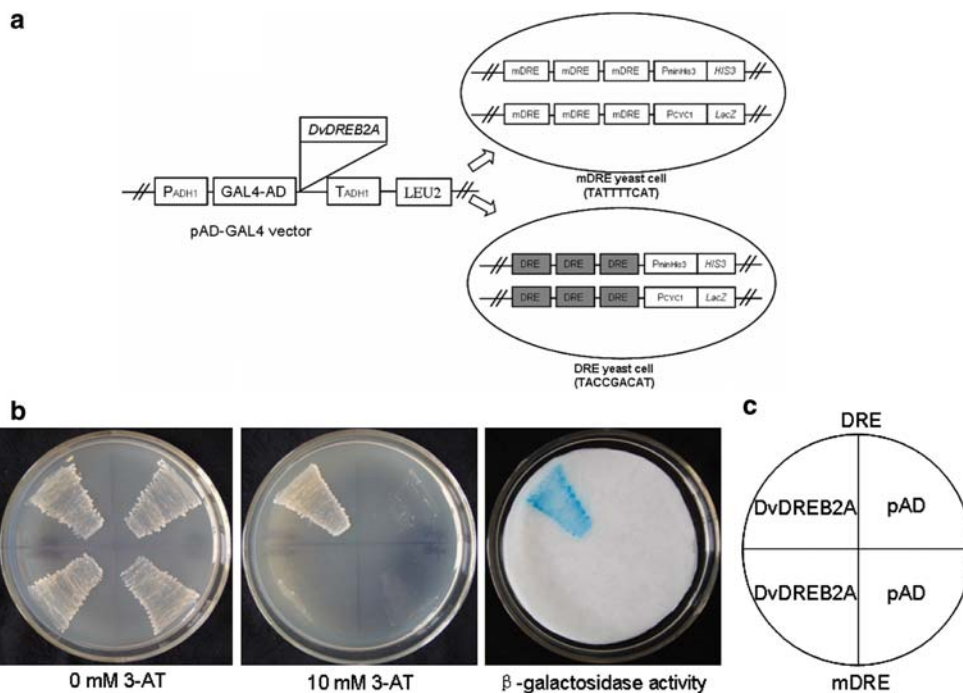 a
DvDREB2A
PADH1 GAL4-AD TADH1 LEU2
pAD-GAL4 vector
mDRE mDRE mDRE PminHis3 HIS3
mDRE mDRE mDRE PCYC1 LacZ
mDRE yeast cell
(TATTTTCAT)
DRE DRE DRE PminHis3 HIS3
DRE DRE DRE PCYC1 LacZ
DRE yeast cell
(TACCGACAT)
b
0 mM 3-AT
10 mM 3-AT
β-galactosidase activity
c
DRE
DvDREB2A pAD
DvDREB2A pAD
mDRE